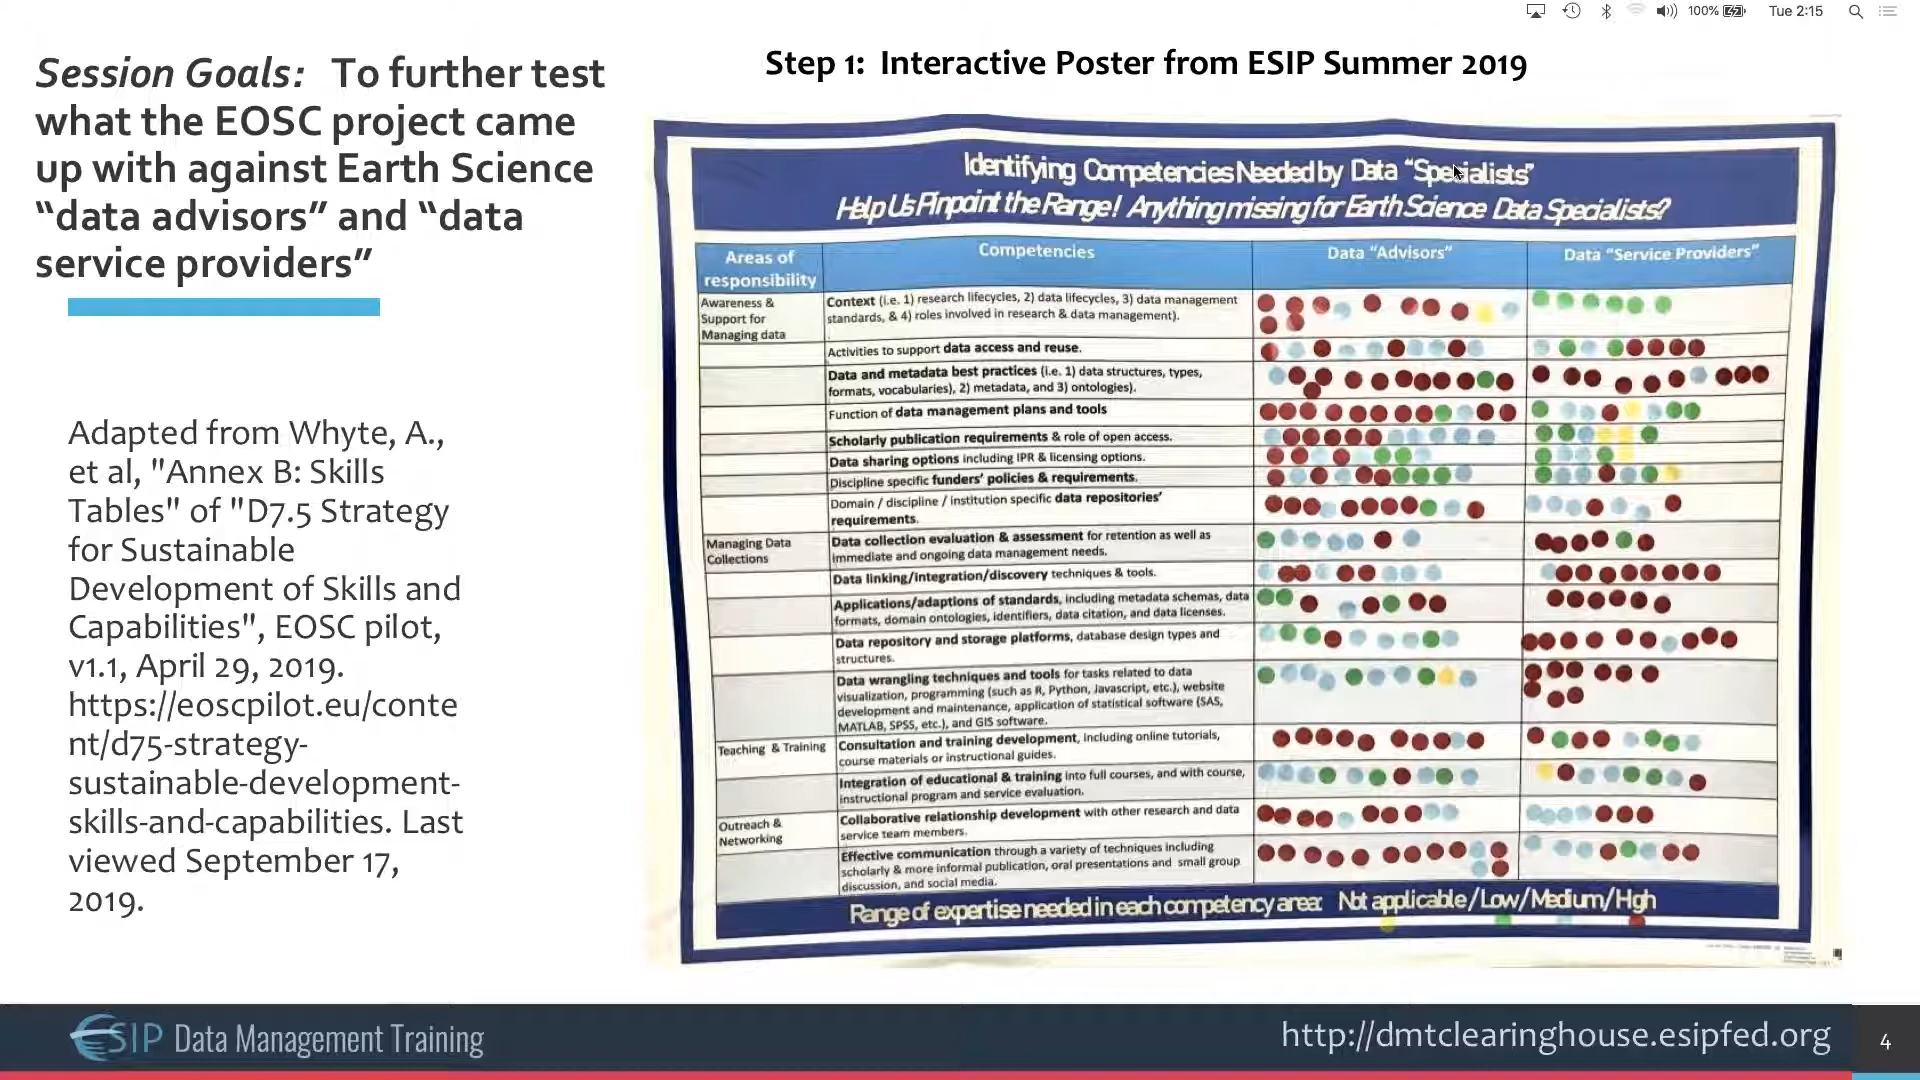 100%
Tue 2:15
Session Goals: To further test
what the EOSC project came
up with against Earth Science
“data advisors” and “data
service providers”
Adapted from Whyte, A.,
et al, "Annex B: Skills
Tables" of "D7.5 Strategy
for Sustainable
Development of Skills and
Capabilities", EOSC pilot,
v1.1, April 29, 2019.
https://eoscpilot.eu/conte
nt/d75-strategy-
sustainable-development-
skills-and-capabilities. Last
viewed September 17,
2019.
Step 1: Interactive Poster from ESIP Summer 2019
Identifying Competencies Needed by Data “Specialists”
Help Us Pinpoint the Range! Anything missing for Earth Science Data Specialists?
Areas of
responsibility
Competencies
Data “Advisors”
Data “Service Providers”
Awareness &
Support for
Managing data
Context (i.e. 1) research lifecycles, 2) data lifecycles, 3) data management
standards, & 4) roles involved in research & data management).
Activities to support data access and reuse.
Data and metadata best practices (i.e. 1) data structures, types,
formats, vocabularies), 2) metadata, and 3) ontologies).
Function of data management plans and tools
Scholarly publication requirements & role of open access.
Data sharing options including IPR & licensing options.
Discipline specific funders’ policies & requirements.
Domain / discipline / institution specific data repositories’
requirements.
Managing Data
Collections
Data collection evaluation & assessment for retention as well as
immediate and ongoing data management needs.
Data linking/integration/discovery techniques & tools.
Applications/adaptions of standards, including metadata schemas, data
formats, domain ontologies, identifiers, data citation, and data licenses.
Data repository and storage platforms, database design types and
structures.
Data wrangling techniques and tools for tasks related to data
visualization, programming (such as R, Python, Javascript, etc.), website
development and maintenance, application of statistical software (SAS,
MATLAB, SPSS, etc.), and GIS software.
Teaching & Training
Consultation and training development, including online tutorials,
course materials or instructional guides.
Integration of educational & training into full courses, and with course,
instructional program and service evaluation.
Outreach &
Networking
Collaborative relationship development with other research and data
service team members.
Effective communication through a variety of techniques including
scholarly & more informal publication, oral presentations and small group
discussion, and social media.
Range of expertise needed in each competency area: Not applicable/Low/Medium/High
ESIP Data Management Training
http://dmtclearinghouse.esipfed.org
4